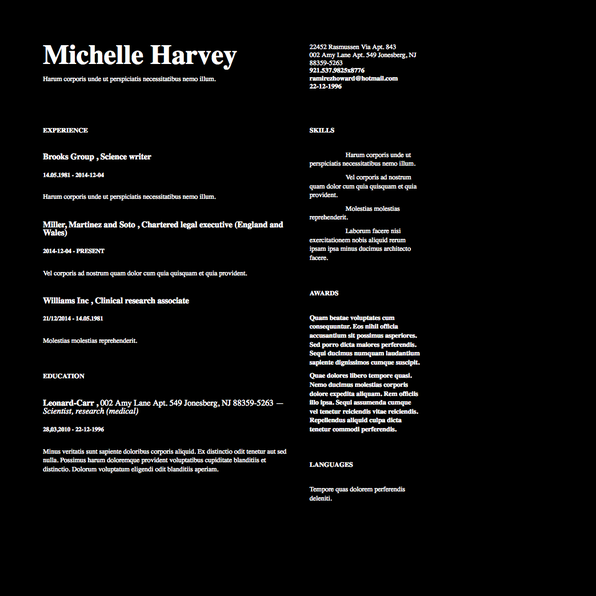 Michelle Harvey
Harum corporis unde ut perspiciatis necessitatibus nemo illum.
22452 Rasmussen Via Apt. 843
002 Amy Lane Apt. 549 Jonesberg, NJ
88359-5263
921.537.9825x8776
ramirezhoward@hotmail.com
22-12-1996
EXPERIENCE
Brooks Group , Science writer
14.05.1981 - 2014-12-04
Harum corporis unde ut perspiciatis necessitatibus nemo illum.
Miller, Martinez and Soto , Chartered legal executive (England and
Wales)
2014-12-04 - PRESENT
Vel corporis ad nostrum quam dolor cum quia quisquam et quia provident.
Williams Inc , Clinical research associate
21/12/2014 - 14.05.1981
Molestias molestias reprehenderit.
EDUCATION
Leonard-Carr , 002 Amy Lane Apt. 549 Jonesberg, NJ 88359-5263 —
Scientist, research (medical)
28,03,2010 - 22-12-1996
Minus veritatis sunt sapiente doloribus corporis aliquid. Ex distinctio odit tenetur aut sed
nulla. Possimus harum doloremque provident voluptatibus cupiditate blanditiis et
distinctio. Dolorum voluptatum eligendi odit blanditiis speriam.
SKILLS
Harum corporis unde ut
perspiciatis necessitatibus nemo illum.
Vel corporis ad nostrum
quam dolor cum quia quisquam et quia
provident.
Molestias molestias
reprehenderit.
Laborum facere nisi
exercitationem nobis aliquid rerum
ipsam ipsa minus ducimus architecto
facere.
AWARDS
Quam beatae voluptates cum
consequuntur. Eos nihil officia
accusantium sit possimus asperiores.
Sed porro dicta maiores perferendis.
Sequi ducimus numquam laudantium
sapiente dignissimos cumque suscipit.
Quae dolores libero tempore quasi.
Nemo ducimus molestias corporis
dolore expedita aliquam. Rem officiis
illo ipsa. Sequi assumenda cumque
vel tenetur reiciendis vitae reiciendis.
Repellendus aliquid culpa dicta
tenetur commodi perferendis.
LANGUAGES
Tempore quas dolorem perferendis
deleniti.